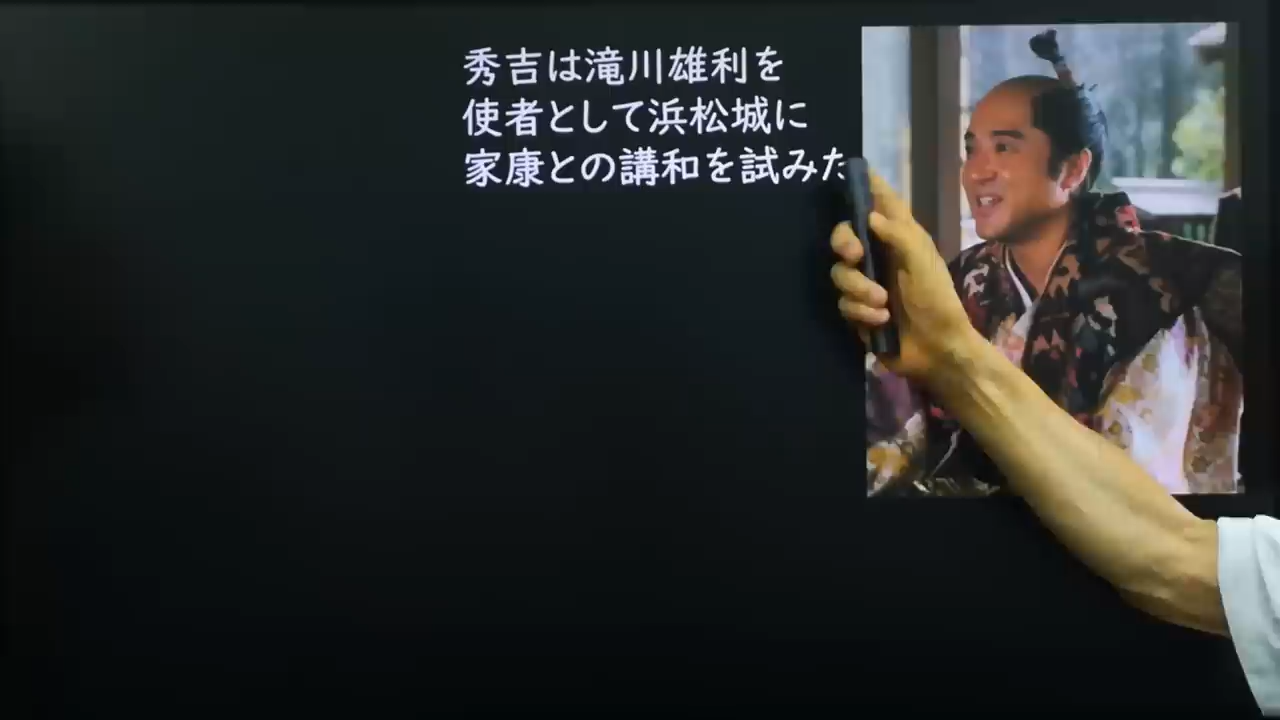 秀吉は滝川雄利を
使者として浜松城に
家康との講和を試みた